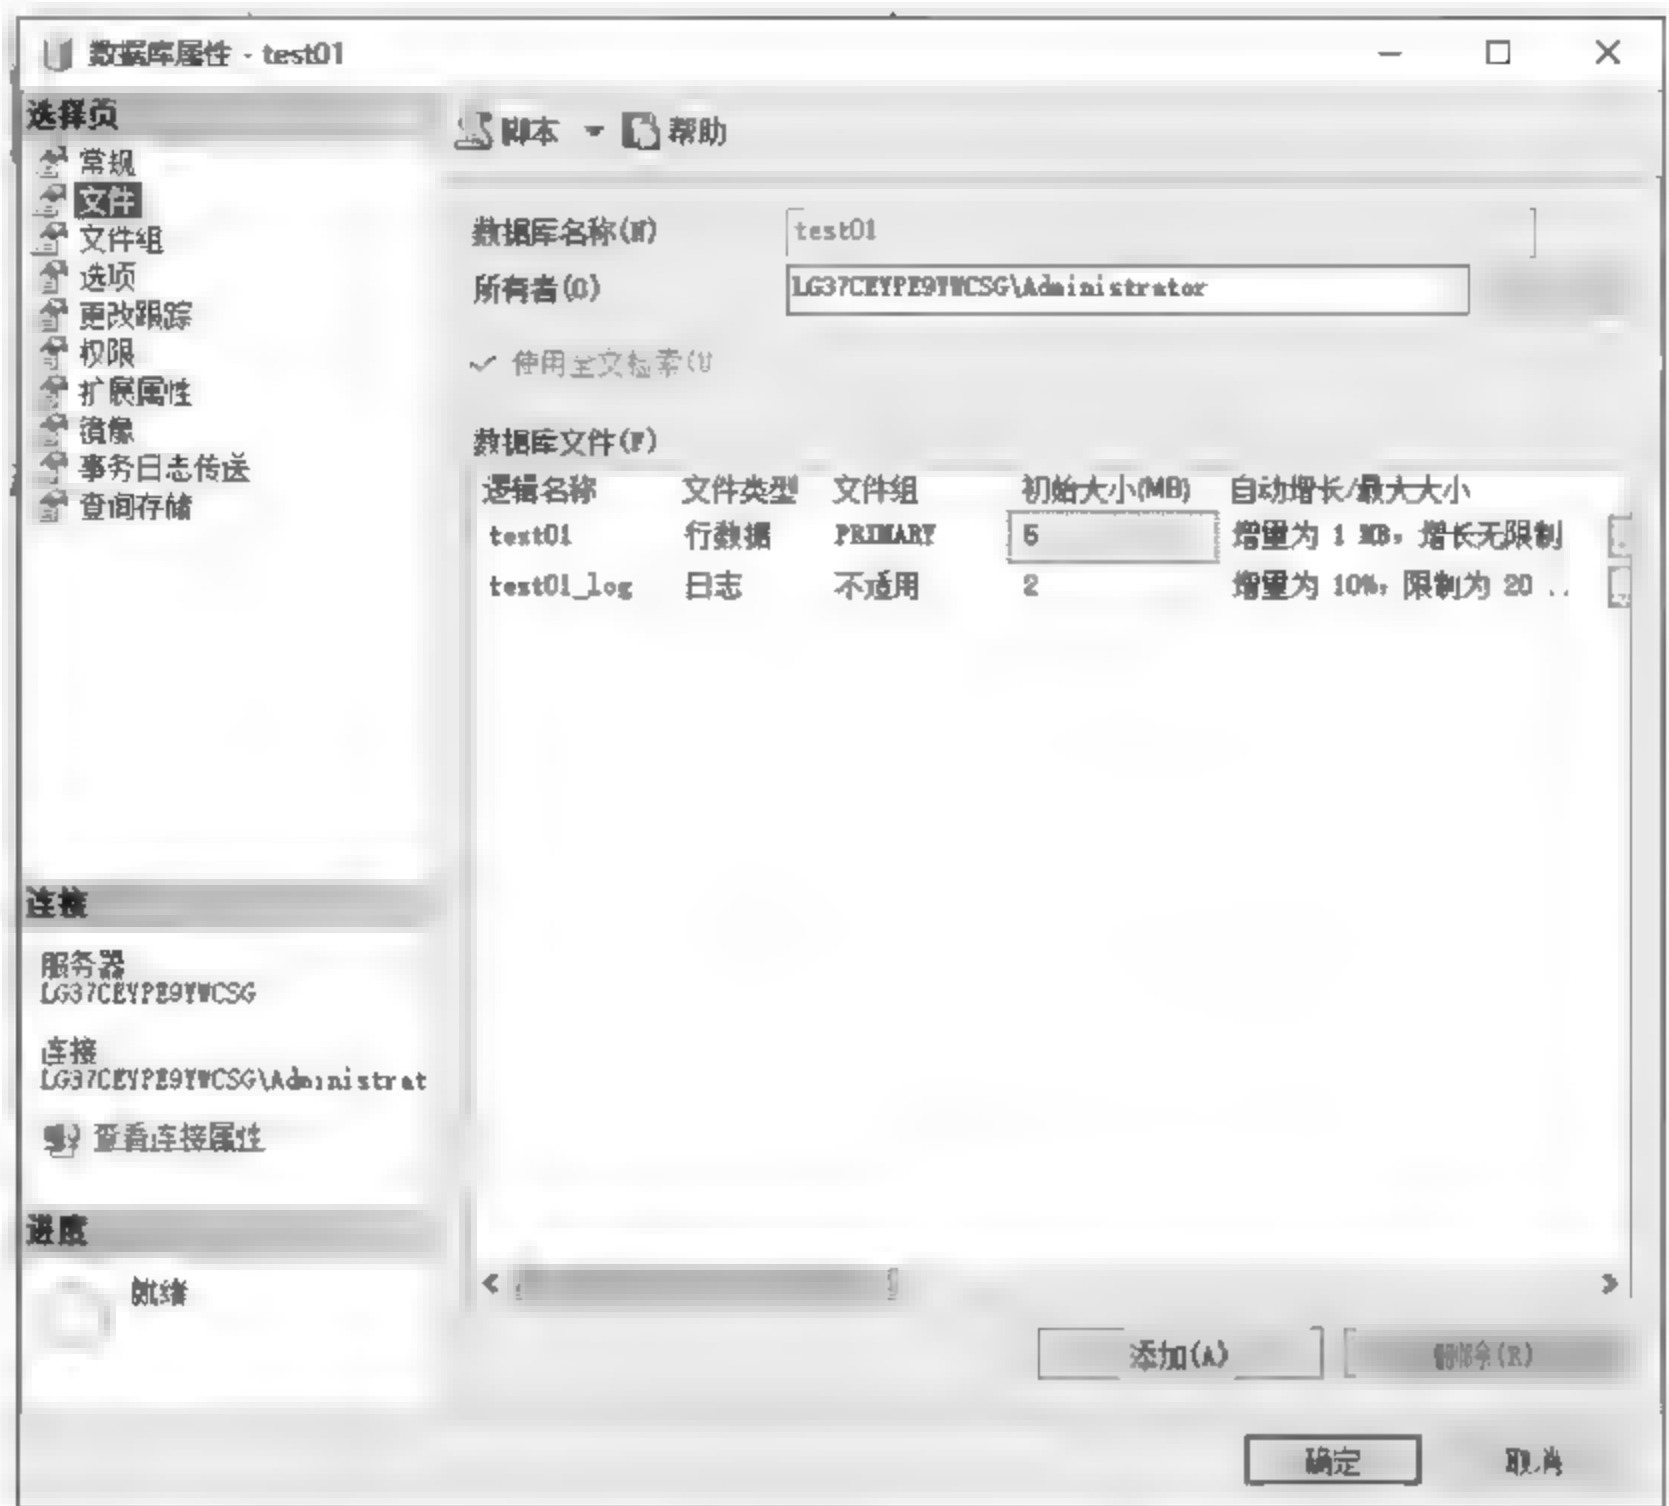 数据库属性 - test01
选择页
常规
文件
文件组
选项
更改跟踪
权限
扩展属性
镜像
事务日志传送
查询存储
脚本 帮助
数据库名称(N) test01
所有者(O) LG37CEYPE9YWCSG\Administrator
使用全文检索(U
数据库文件(F)
逻辑名称 文件类型 文件组 初始大小(MB) 自动增长/最大大小
test01 行数据 PRIMARY 5 增量为 1 MB，增长无限制
test01_log 日志 不适用 2 增量为 10%，限制为 20 ..
连接
服务器
LG37CEYPE9YWCSG
连接
LG37CEYPE9YWCSG\Administrat
查看连接属性
进度
就绪
添加(A) 删除(R)
确定 取消